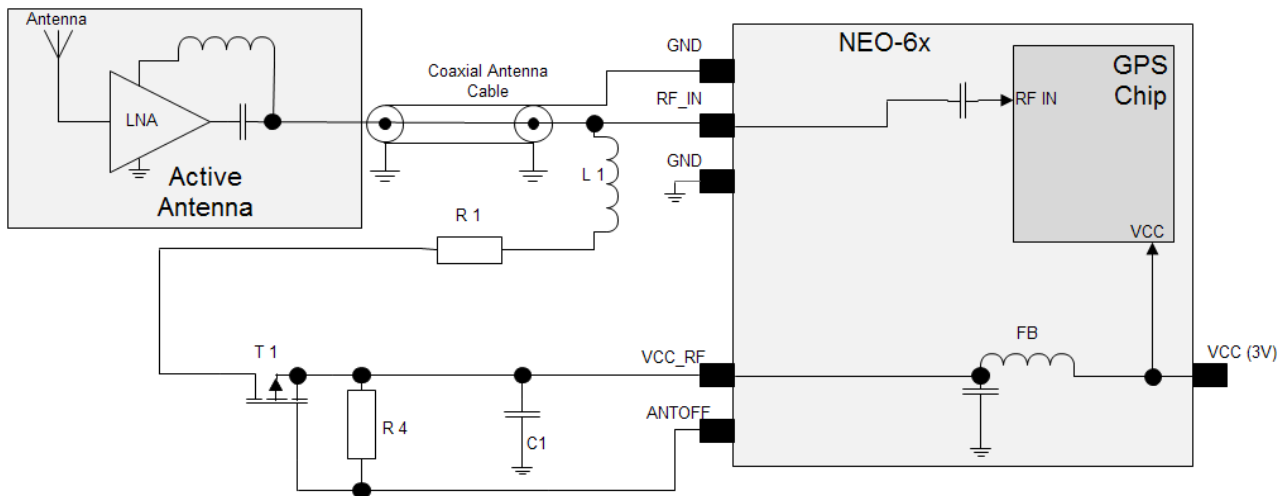 Antenna
LNA
Active
Antenna
Coaxial Antenna
Cable
GND
RF_IN
GND
L 1
R 1
T 1
R 4
C1
VCC_RF
ANTOFF
NEO-6x
GPS
Chip
RF IN
VCC
FB
VCC (3V)